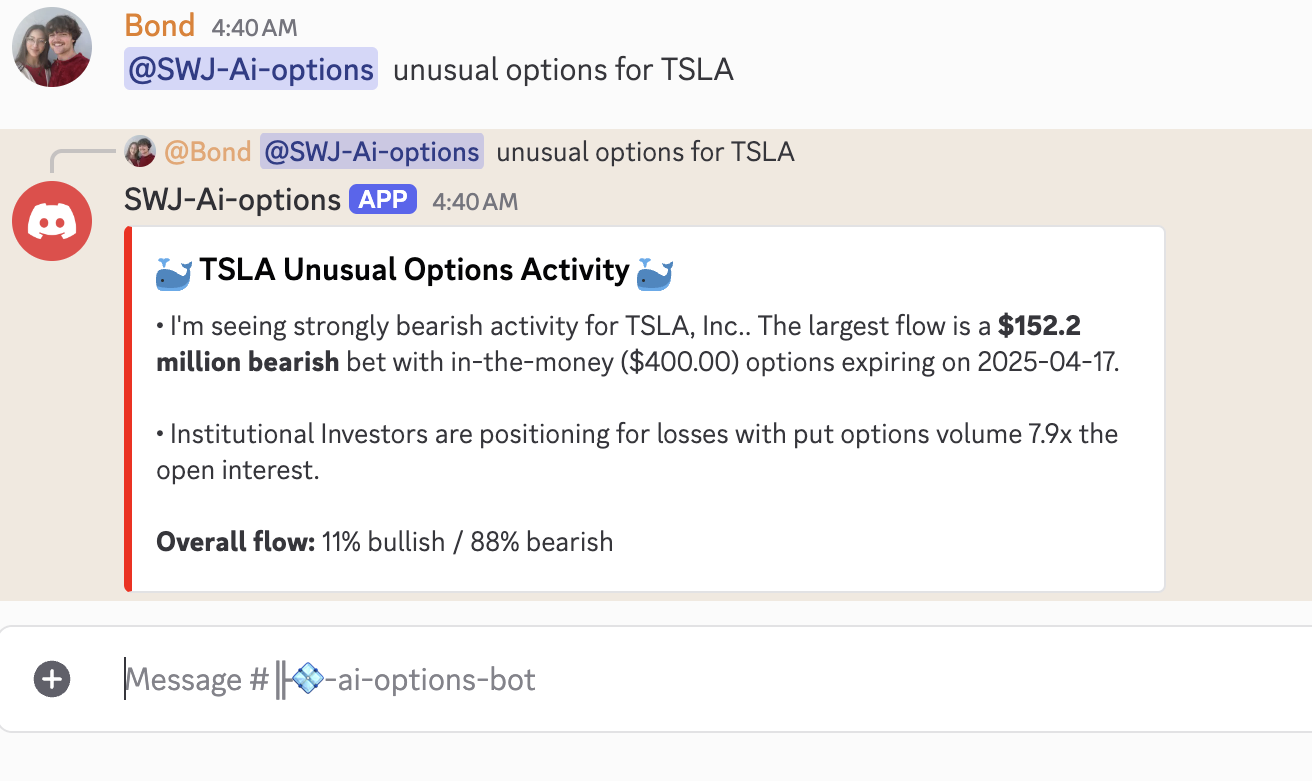 Bond 4:40 AM
@SWJ-Ai-options unusual options for TSLA
@Bond @SWJ-Ai-options unusual options for TSLA
SWJ-Ai-options APP 4:40 AM
🐳 TSLA Unusual Options Activity 🐳
• I'm seeing strongly bearish activity for TSLA, Inc.. The largest flow is a $152.2
million bearish bet with in-the-money ($400.00) options expiring on 2025-04-17.
• Institutional Investors are positioning for losses with put options volume 7.9x the
open interest.
Overall flow: 11% bullish / 88% bearish
Message #╟💠-ai-options-bot